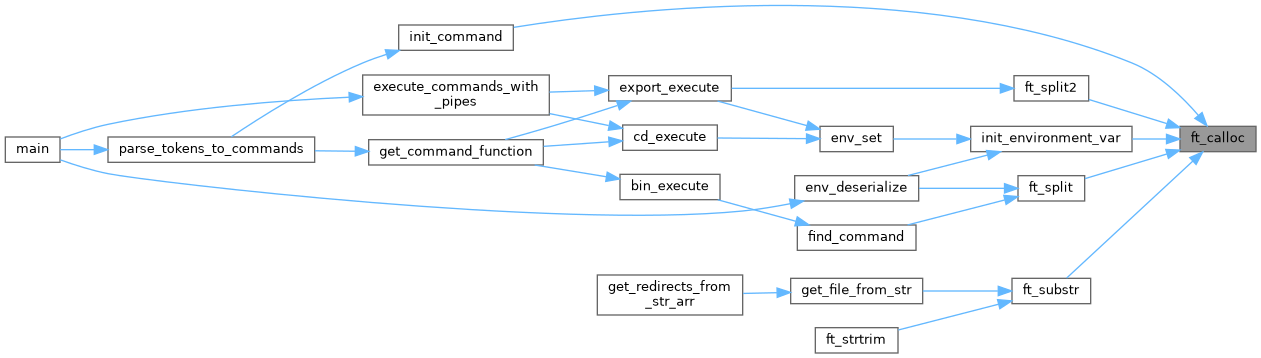 init_command
execute_commands_with
_pipes
export_execute
ft_split2
main
parse_tokens_to_commands
get_command_function
cd_execute
env_set
init_environment_var
ft_calloc
bin_execute
env_deserialize
ft_split
find_command
get_redirects_from
_str_arr
get_file_from_str
ft_substr
ft_strtrim